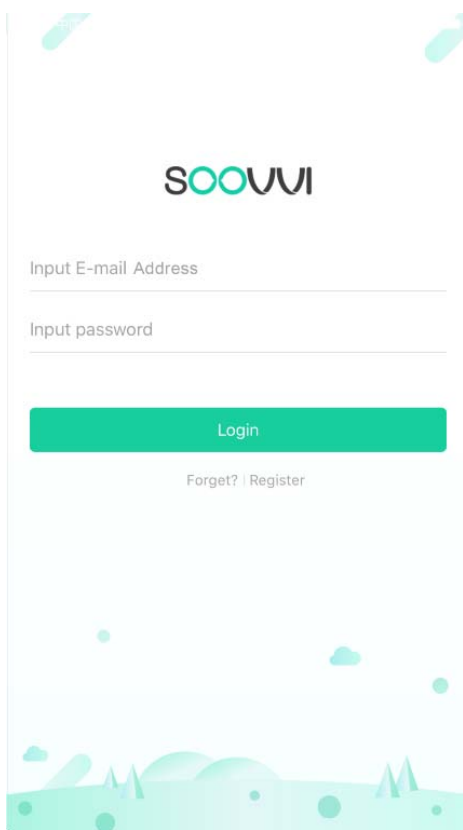 SOOVVI
Input E-mail Address
Input password
Login
Forget? | Register